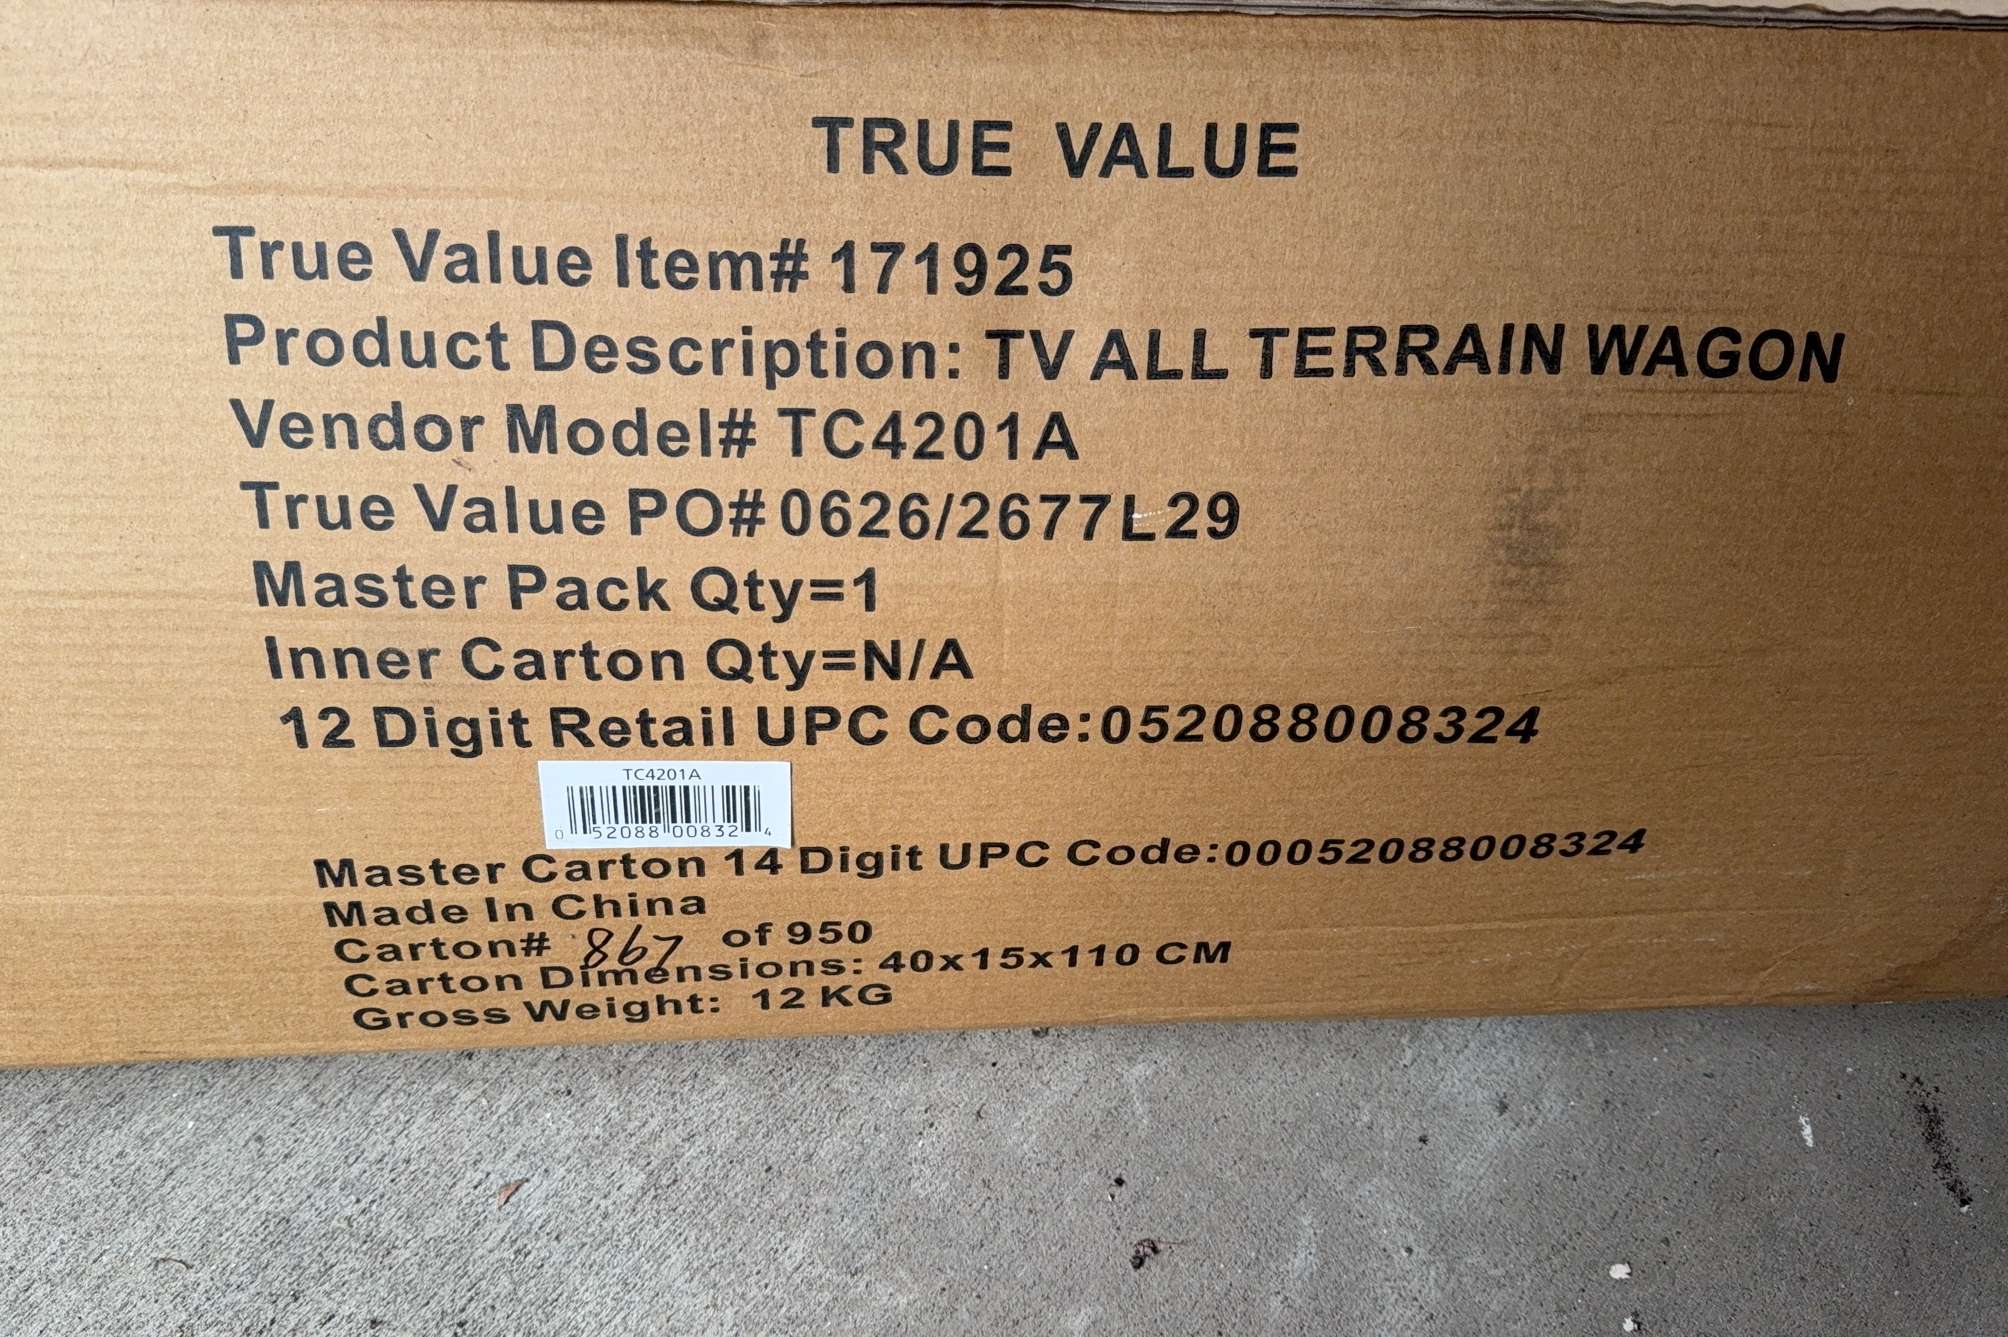 TRUE VALUE
True Value Item# 171925
Product Description: TV ALL TERRAIN WAGON
Vendor Model# TC4201A
True Value PO# 0626/2677L29
Master Pack Qty=1
Inner Carton Qty=N/A
12 Digit Retail UPC Code:052088008324
TC4201A
0 52088 00832 4
Master Carton 14 Digit UPC Code:00052088008324
Made In China
Carton# 867 of 950
Carton Dimensions: 40x15x110 CM
Gross Weight: 12 KG